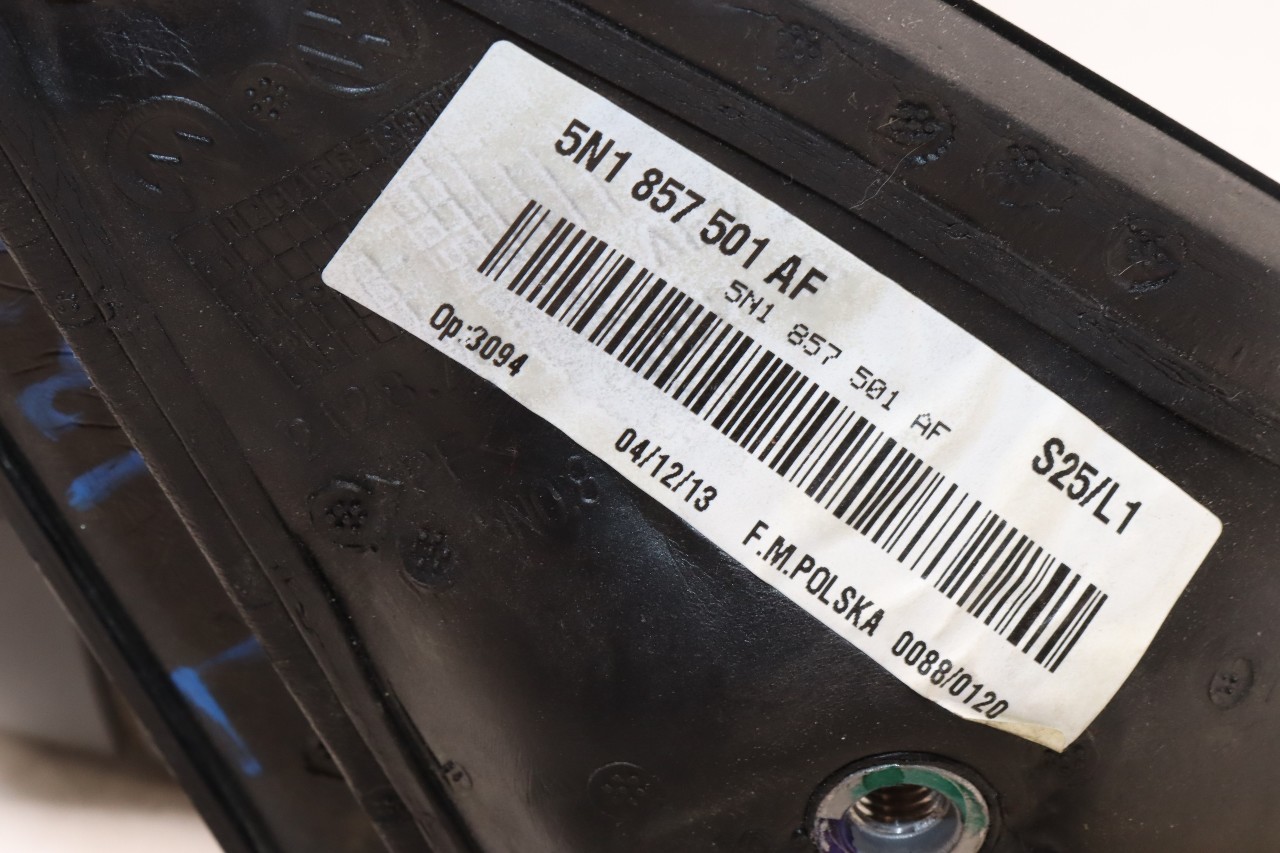 5N1 857 501 AF
5N1 857 501 AF
S25/L1
Op:3094
04/12/13 F.M.POLSKA 0088/0120